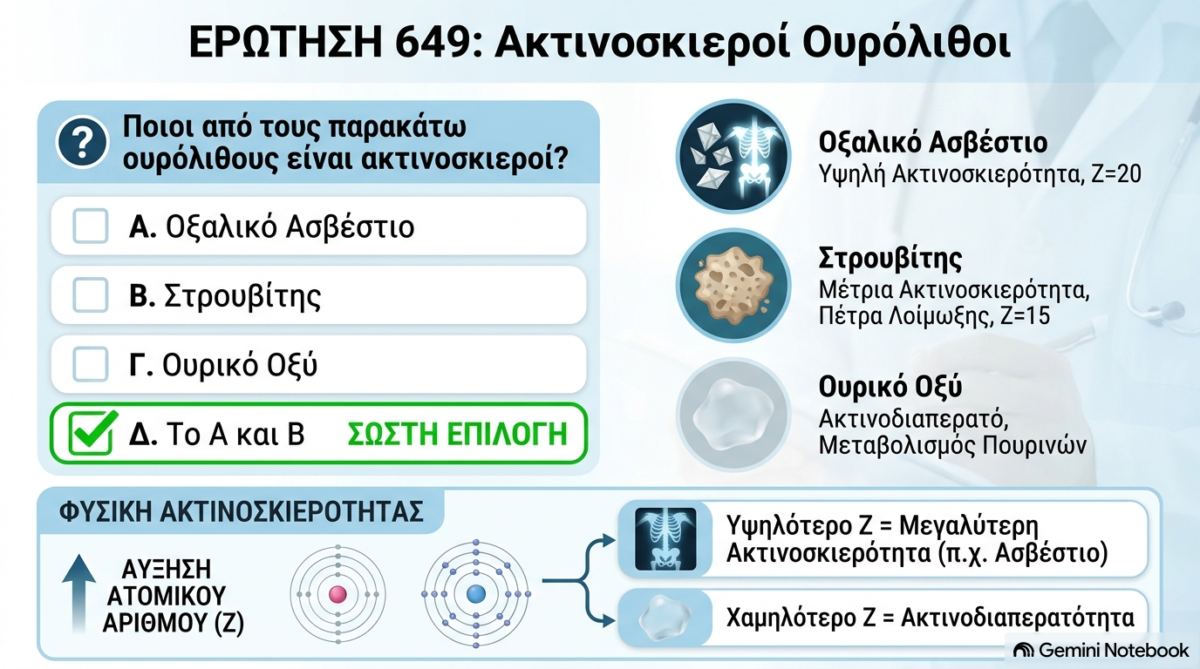 ΕΡΩΤΗΣΗ 649: Ακτινοσκιεροί Ουρόλιθοι
?
Ποιοι από τους παρακάτω
ουρόλιθους είναι ακτινοσκιεροί?
Α. Οξαλικό Ασβέστιο
Β. Στρουβίτης
Γ. Ουρικό Οξύ
Δ. Το Α και Β ΣΩΣΤΗ ΕΠΙΛΟΓΗ
Οξαλικό Ασβέστιο
Υψηλή Ακτινοσκιερότητα, Z=20
Στρουβίτης
Μέτρια Ακτινοσκιερότητα,
Πέτρα Λοίμωξης, Z=15
Ουρικό Οξύ
Ακτινοδιαπερατό,
Μεταβολισμός Πουρινών
ΦΥΣΙΚΗ ΑΚΤΙΝΟΣΚΙΕΡΟΤΗΤΑΣ
ΑΥΞΗΣΗ
ΑΤΟΜΙΚΟΥ
ΑΡΙΘΜΟΥ (Z)
Υψηλότερο Z = Μεγαλύτερη
Ακτινοσκιερότητα (π.χ. Ασβέστιο)
Χαμηλότερο Z = Ακτινοδιαπερατότητα
Gemini Notebook